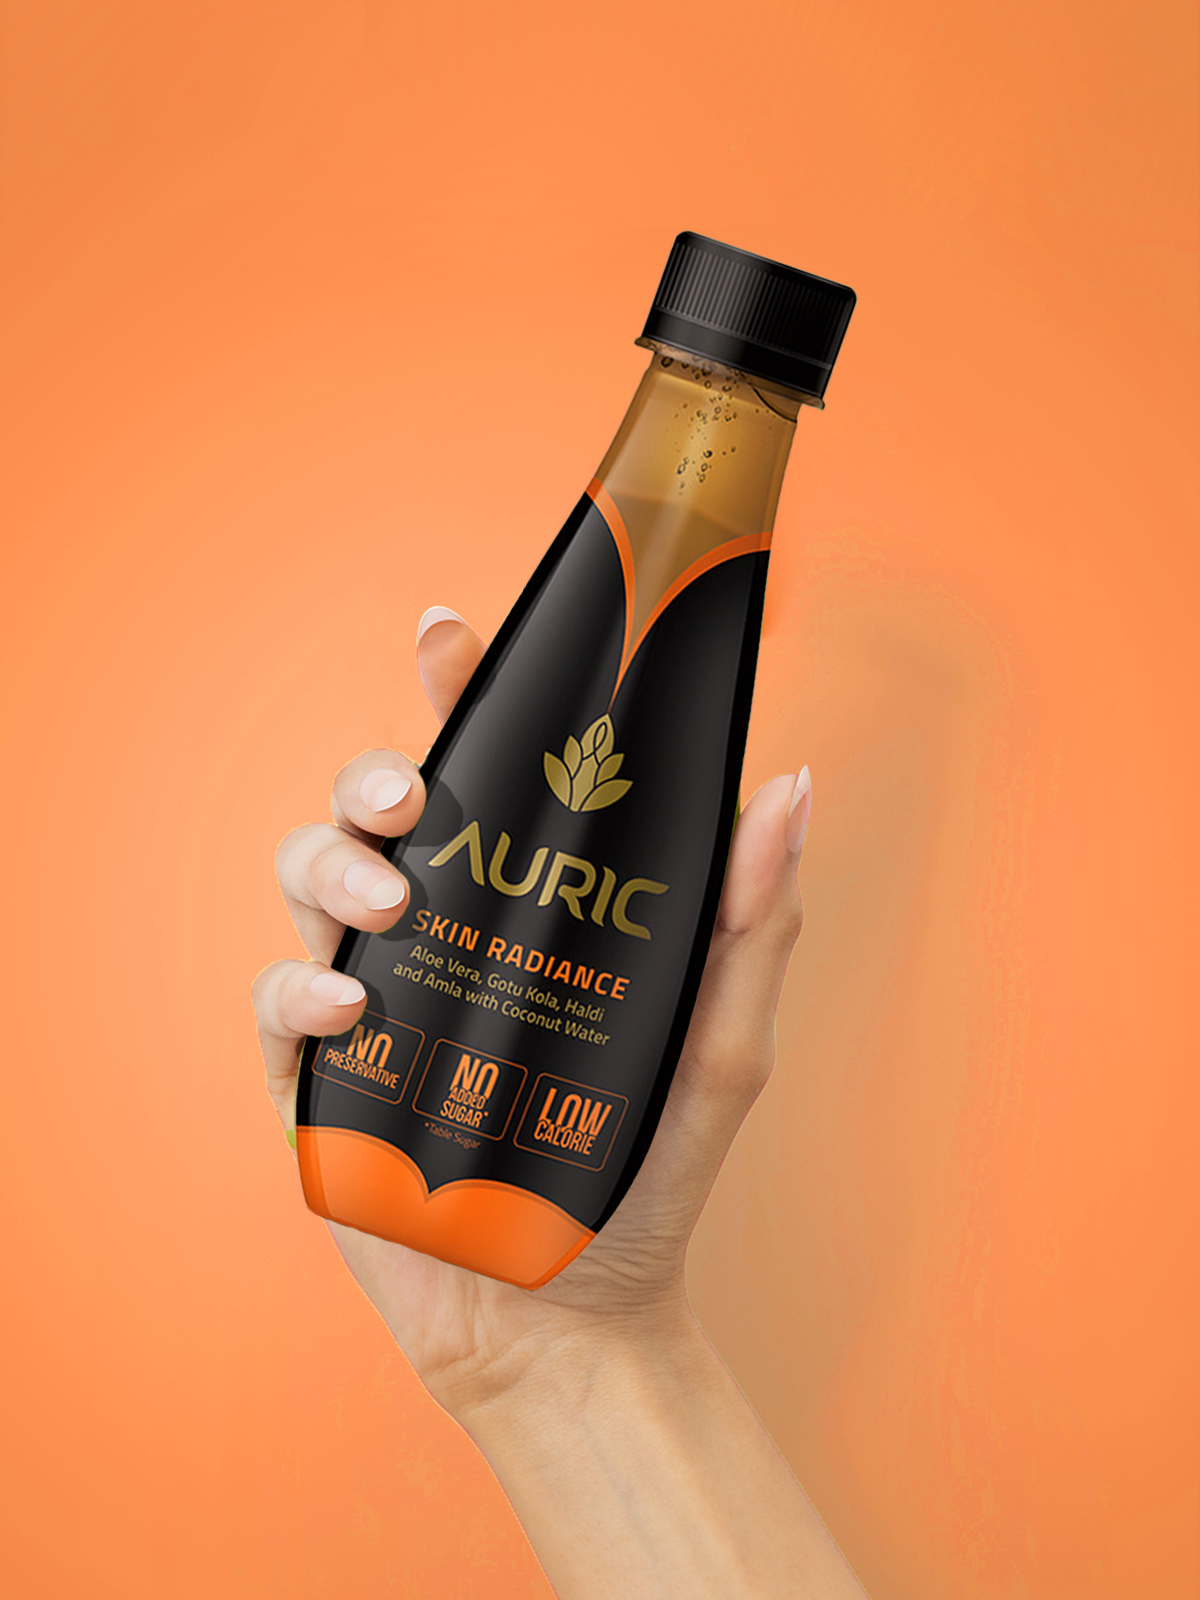 AURIC
SKIN RADIANCE
Aloe Vera, Gotu Kola, Haldi
and Amla with Coconut Water
NO
PRESERVATIVE
NO
ADDED
SUGAR*
*Table Sugar
LOW
CALORIE